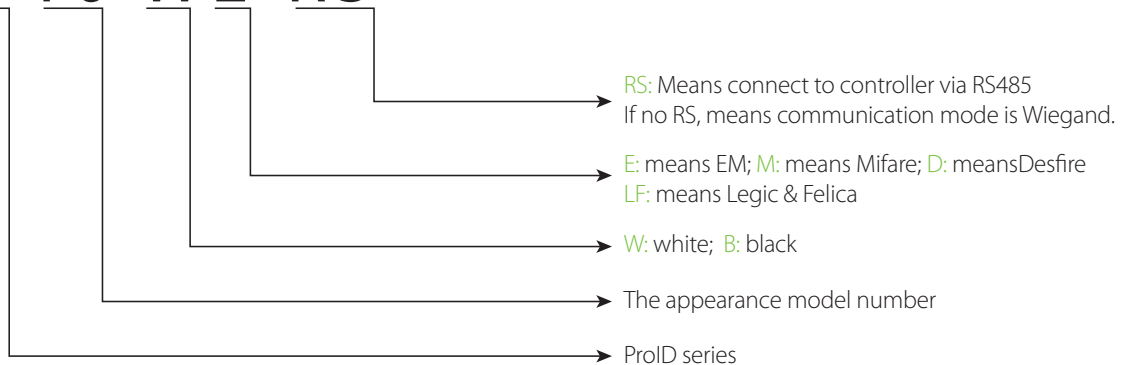 RS: Means connect to controller via RS485
If no RS, means communication mode is Wiegand.
E: means EM; M: means Mifare; D: meansDesfire
LF: means Legic & Felica
W: white; B: black
The appearance model number
ProID series